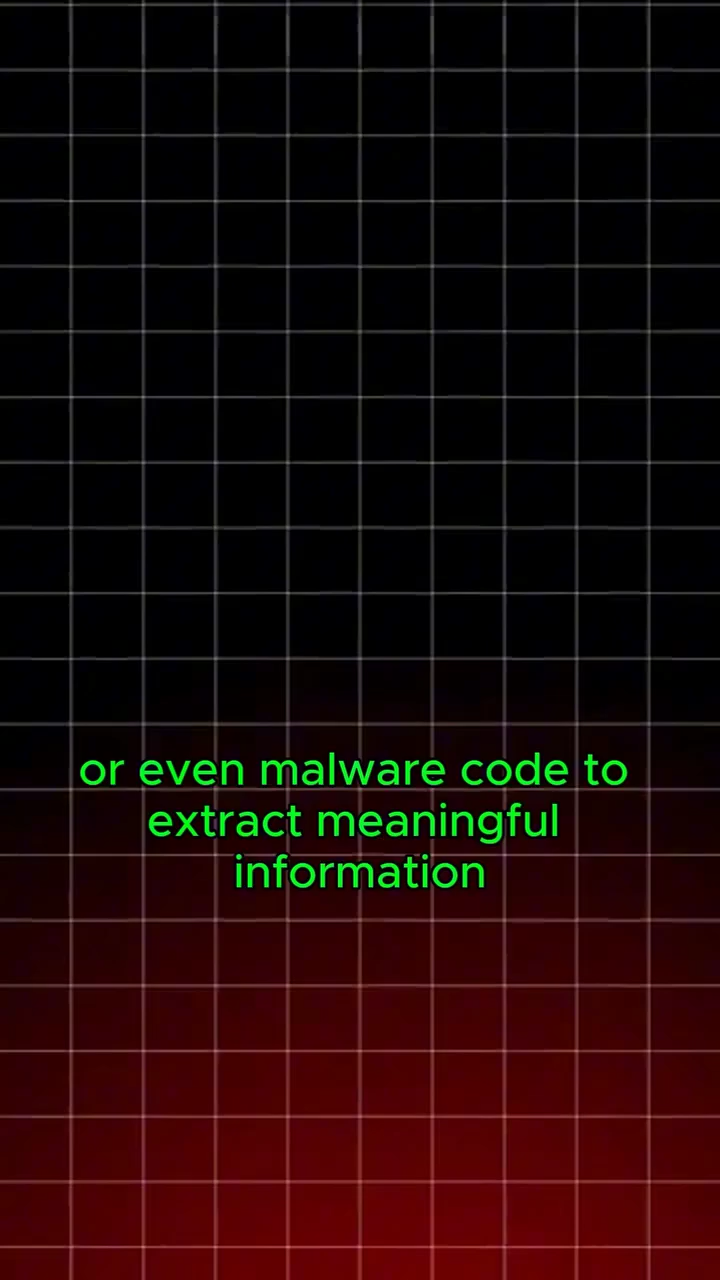 or even malware code to
extract meaningful
information